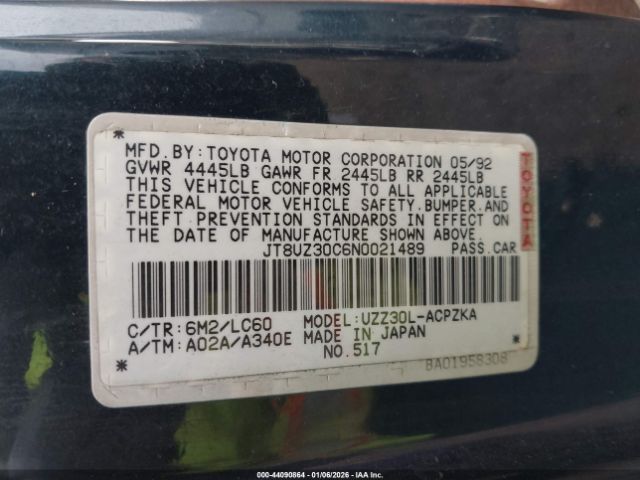 MFD.BY:TOYOTA MOTOR CORPORATION 05/92
GVWR 4445LB GAWR FR 2445LB RR 2445LB
THIS VEHICLE CONFORMS TO ALL APPLICABLE
FEDERAL MOTOR VEHICLE SAFETY,BUMPER,AND
THEFT PREVENTION STANDARDS IN EFFECT ON
THE DATE OF MANUFACTURE SHOWN ABOVE.
JT8UZ30C6N0021489 PASS.CAR
TOYOTA
C/TR:6M2/LC60 MODEL:UZZ30L-ACPZKA
A/TM:A02A/A340E MADE IN JAPAN
NO.517
BA01958308
000-44090864 - 01/06/2026 - IAA Inc.